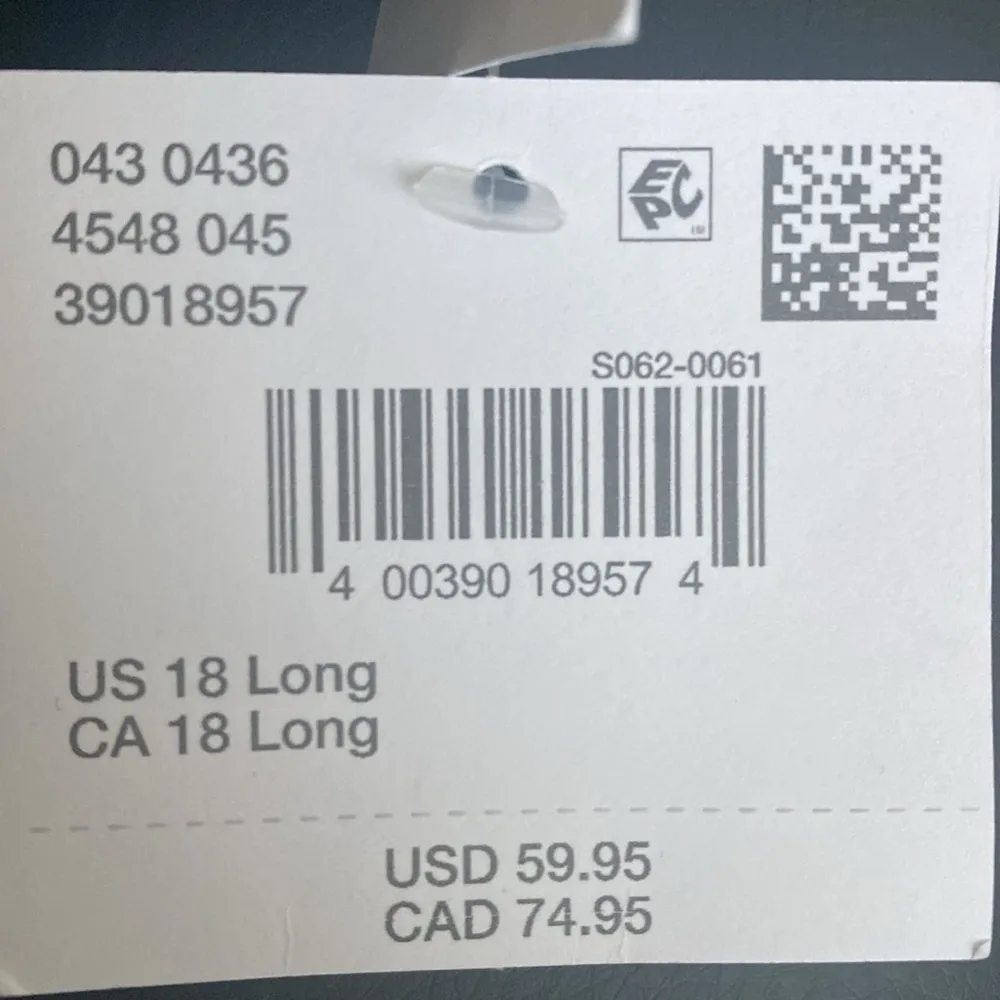 043 0436
4548 045
39018957
EPC
S062-0061
4 00390 18957 4
US 18 Long
CA 18 Long
USD 59.95
CAD 74.95